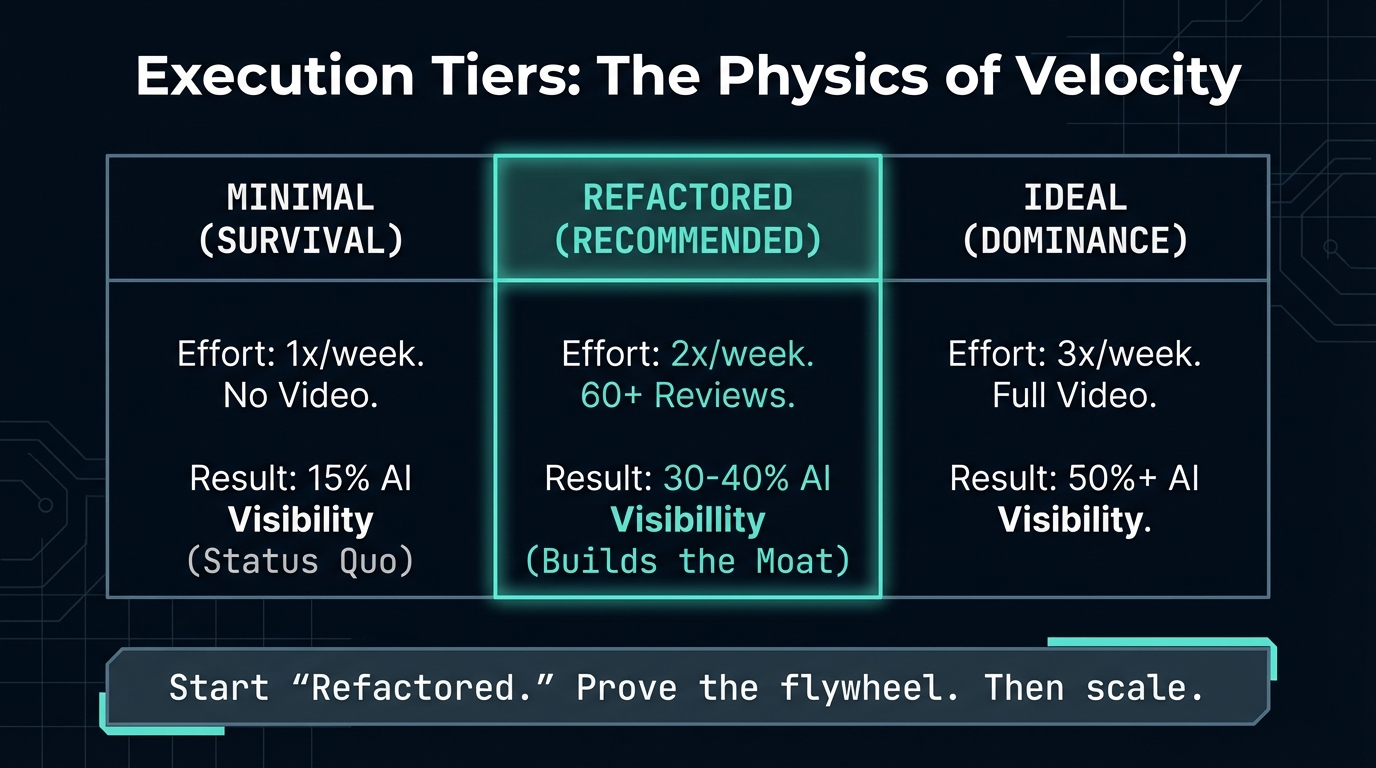 Execution Tiers: The Physics of Velocity
MINIMAL
(SURVIVAL)
REFACTORED
(RECOMMENDED)
IDEAL
(DOMINANCE)
Effort: 1x/week.
No Video.
Result: 15% AI
Visibility
(Status Quo)
Effort: 2x/week.
60+ Reviews.
Result: 30-40% AI
Visibillity
(Builds the Moat)
Effort: 3x/week.
Full Video.
Result: 50%+ AI
Visibility.
Start “Refactored.” Prove the flywheel. Then scale.